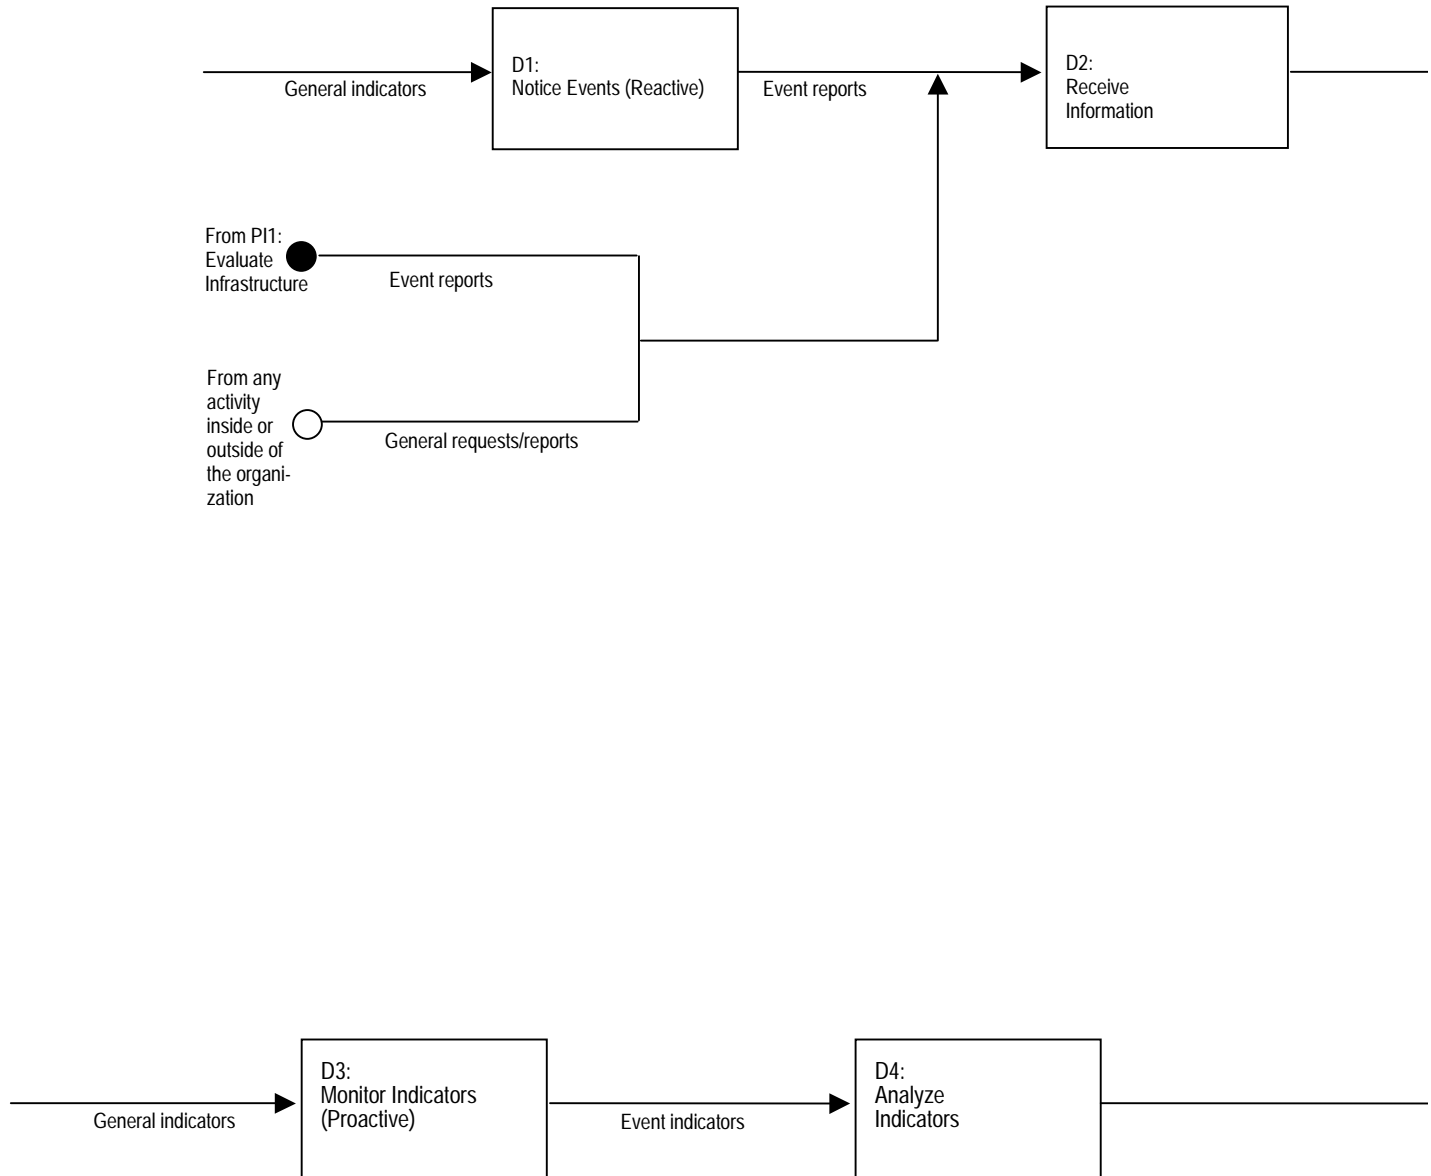 D1:
Notice Events (Reactive)
D2:
Receive
Information
General indicators
Event reports
From PI1:
Evaluate
Infrastructure
Event reports
From any
activity
inside or
outside of
the organi-
zation
General requests/reports
D3:
Monitor Indicators
(Proactive)
D4:
Analyze
Indicators
General indicators
Event indicators